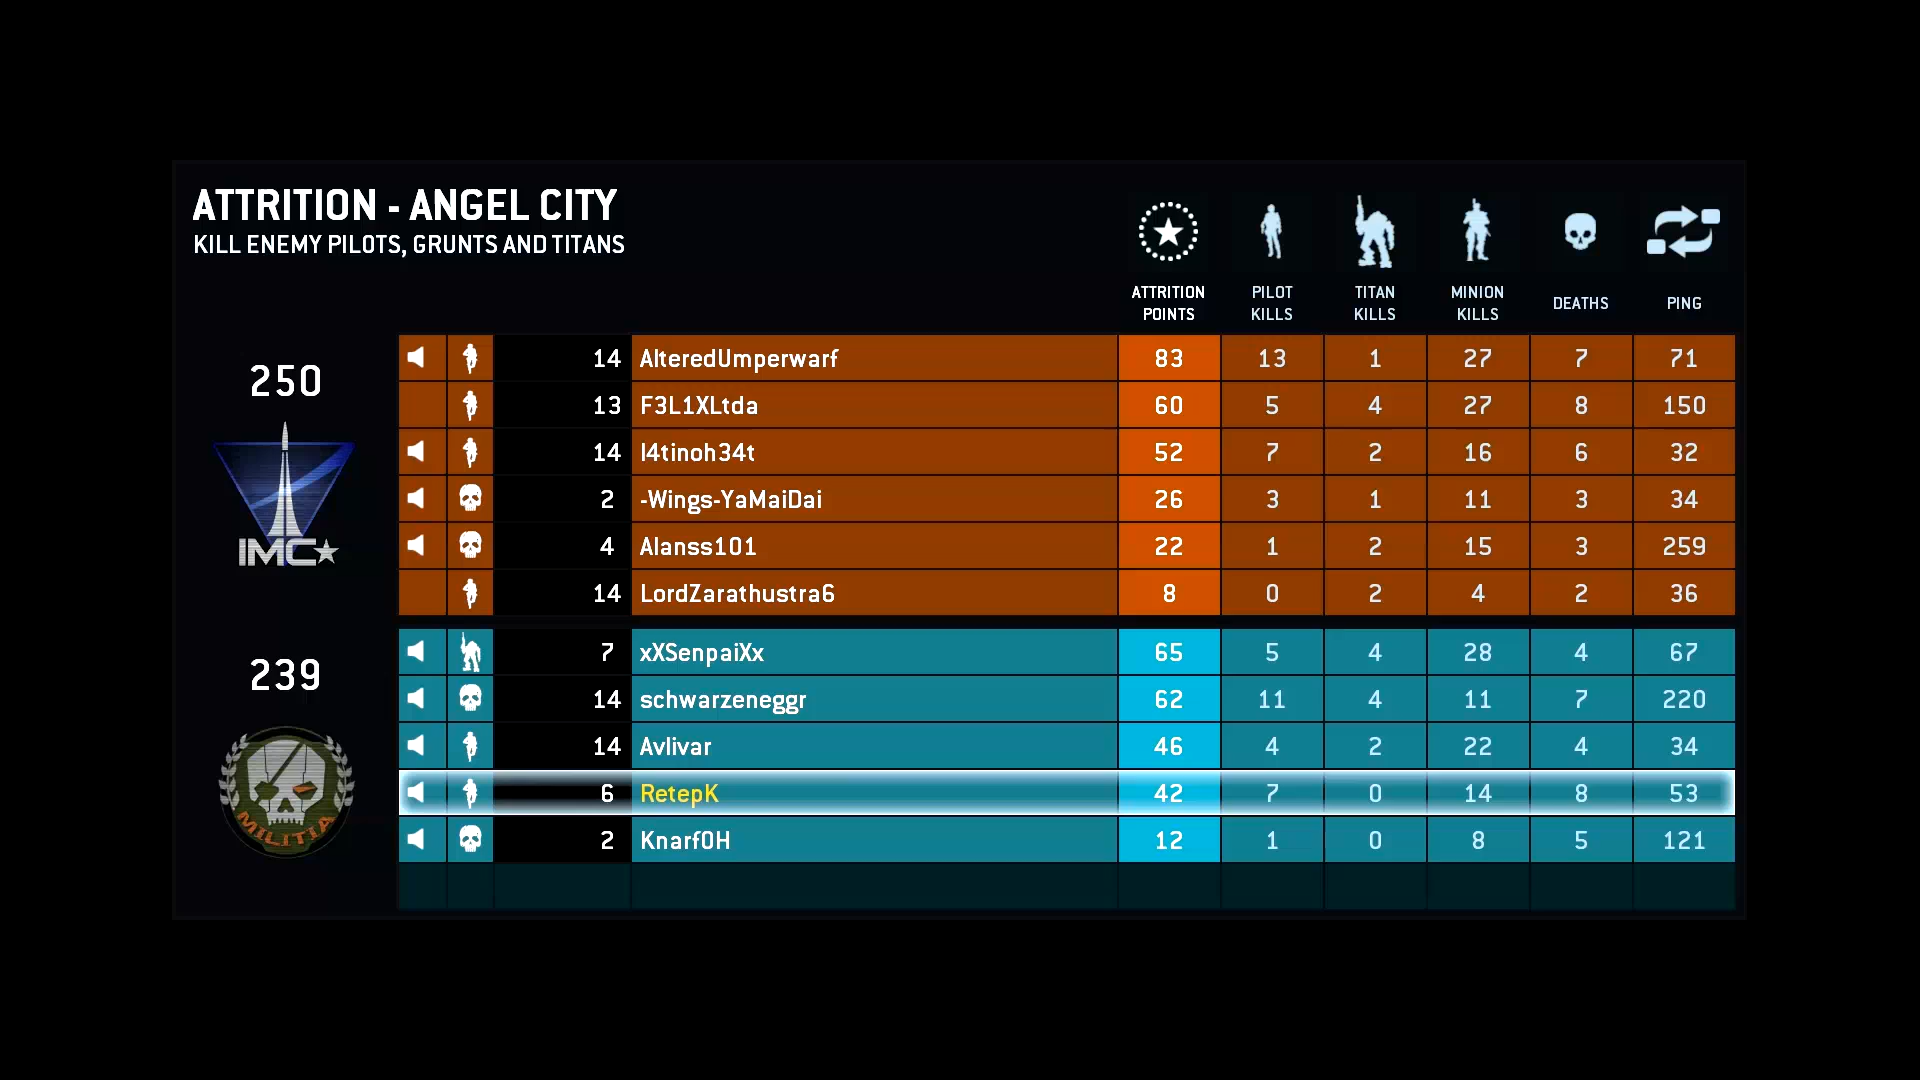 ATTRITION - ANGEL CITY
KILL ENEMY PILOTS, GRUNTS AND TITANS
ATTRITION POINTS PILOT KILLS TITAN KILLS MINION KILLS DEATHS PING
250
IMC
14 AlteredUmperwarf 83 13 1 27 7 71
13 F3L1XLtda 60 5 4 27 8 150
14 l4tinoh34t 52 7 2 16 6 32
2 -Wings-YaMaiDai 26 3 1 11 3 34
4 Alanss101 22 1 2 15 3 259
14 LordZarathustra6 8 0 2 4 2 36
239
MILITIA
7 xXSenpaiXx 65 5 4 28 4 67
14 schwarzeneggr 62 11 4 11 7 220
14 Avlivar 46 4 2 22 4 34
6 RetepK 42 7 0 14 8 53
2 Knarf0H 12 1 0 8 5 121